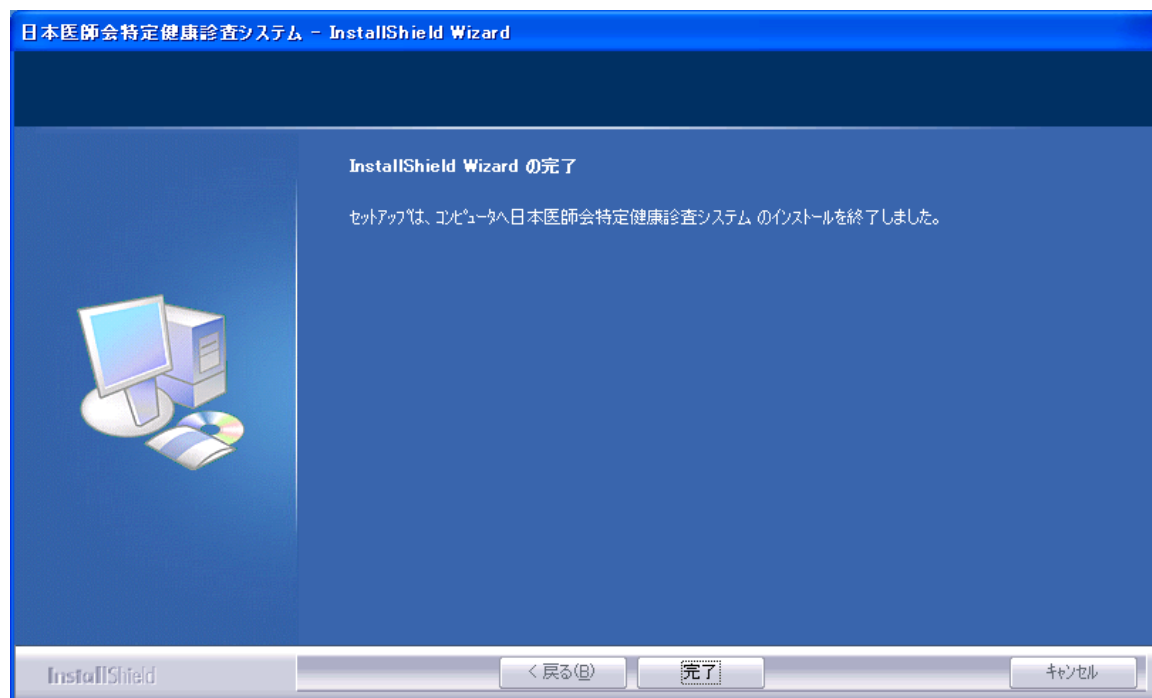 日本医師会特定健康診査システム - InstallShield Wizard
InstallShield Wizard の完了
ｾｯﾄｱｯﾌﾟは、ｺﾝﾋﾟｭｰﾀへ日本医師会特定健康診査システム のｲﾝｽﾄｰﾙを終了しました。
InstallShield
< 戻る(B)
完了
ｷｬﾝｾﾙ